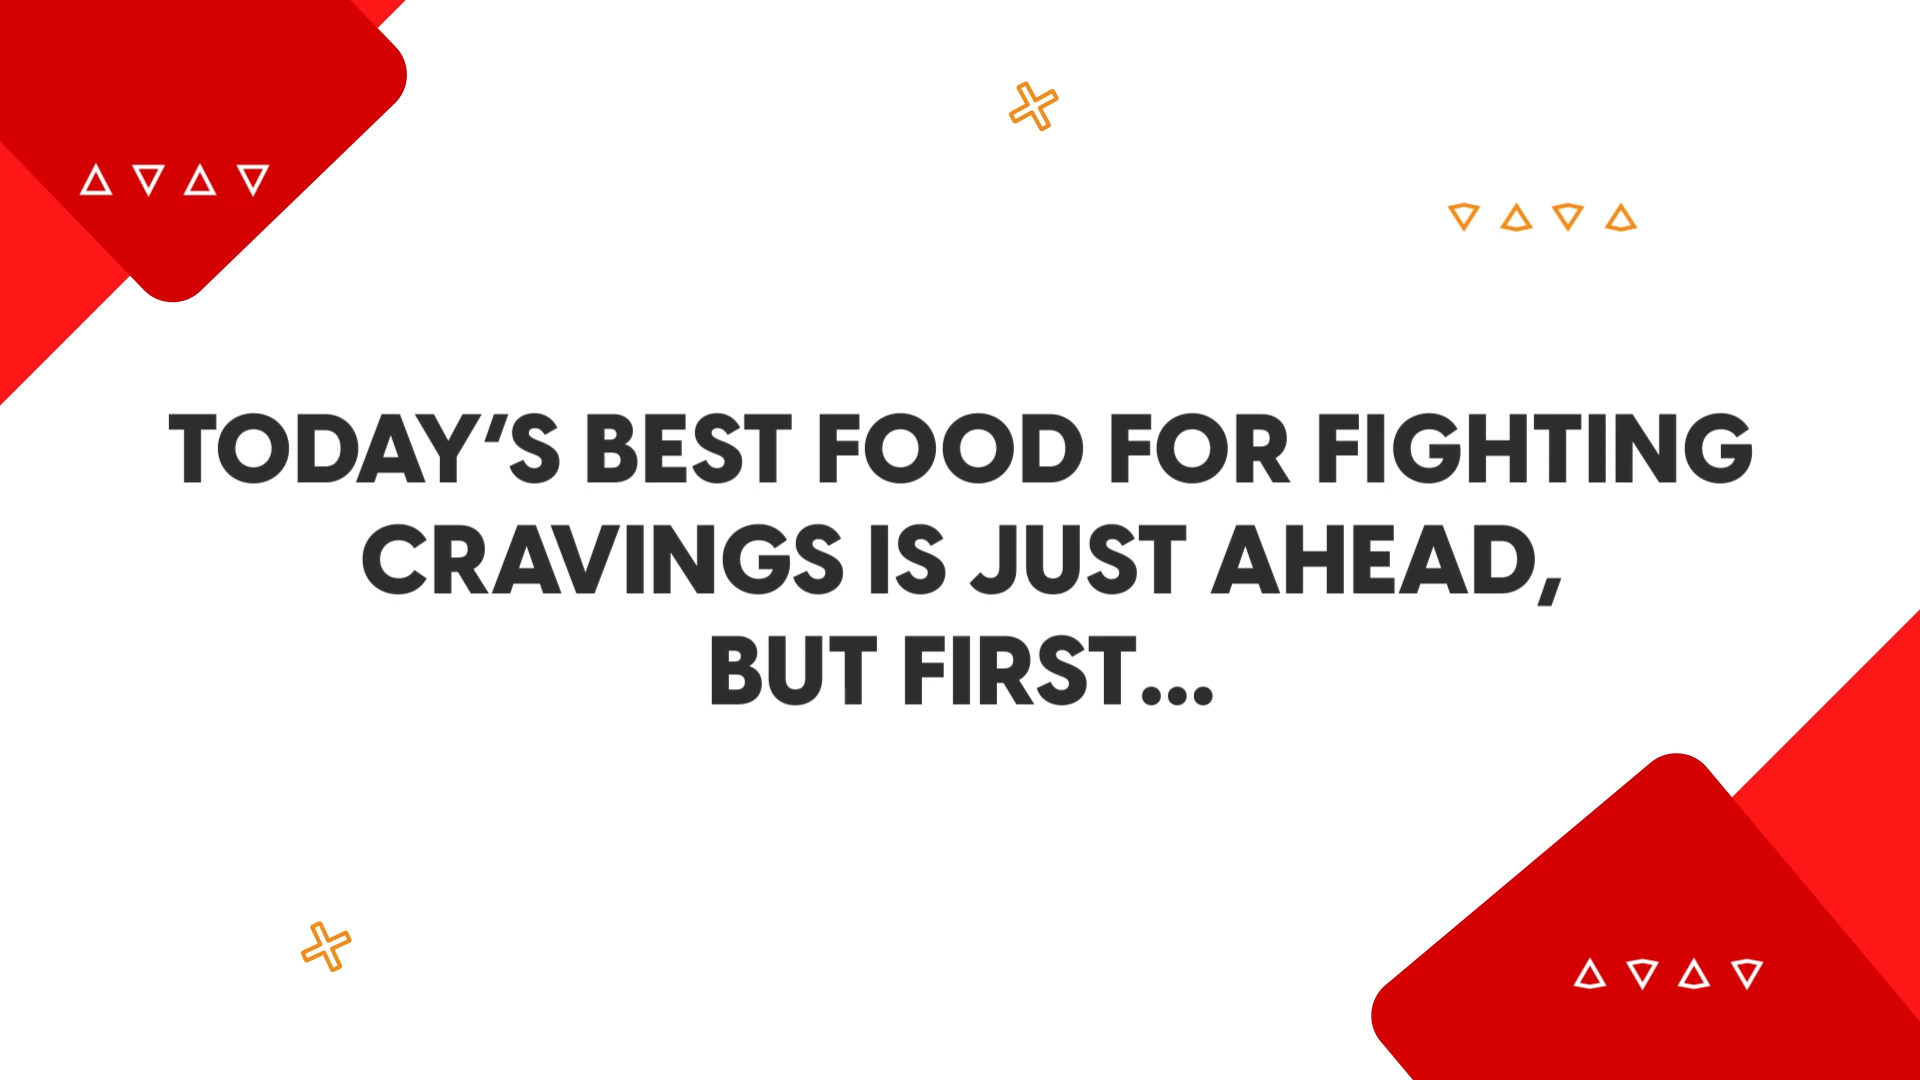 TODAY’S BEST FOOD FOR FIGHTING
CRAVINGS IS JUST AHEAD,
BUT FIRST...